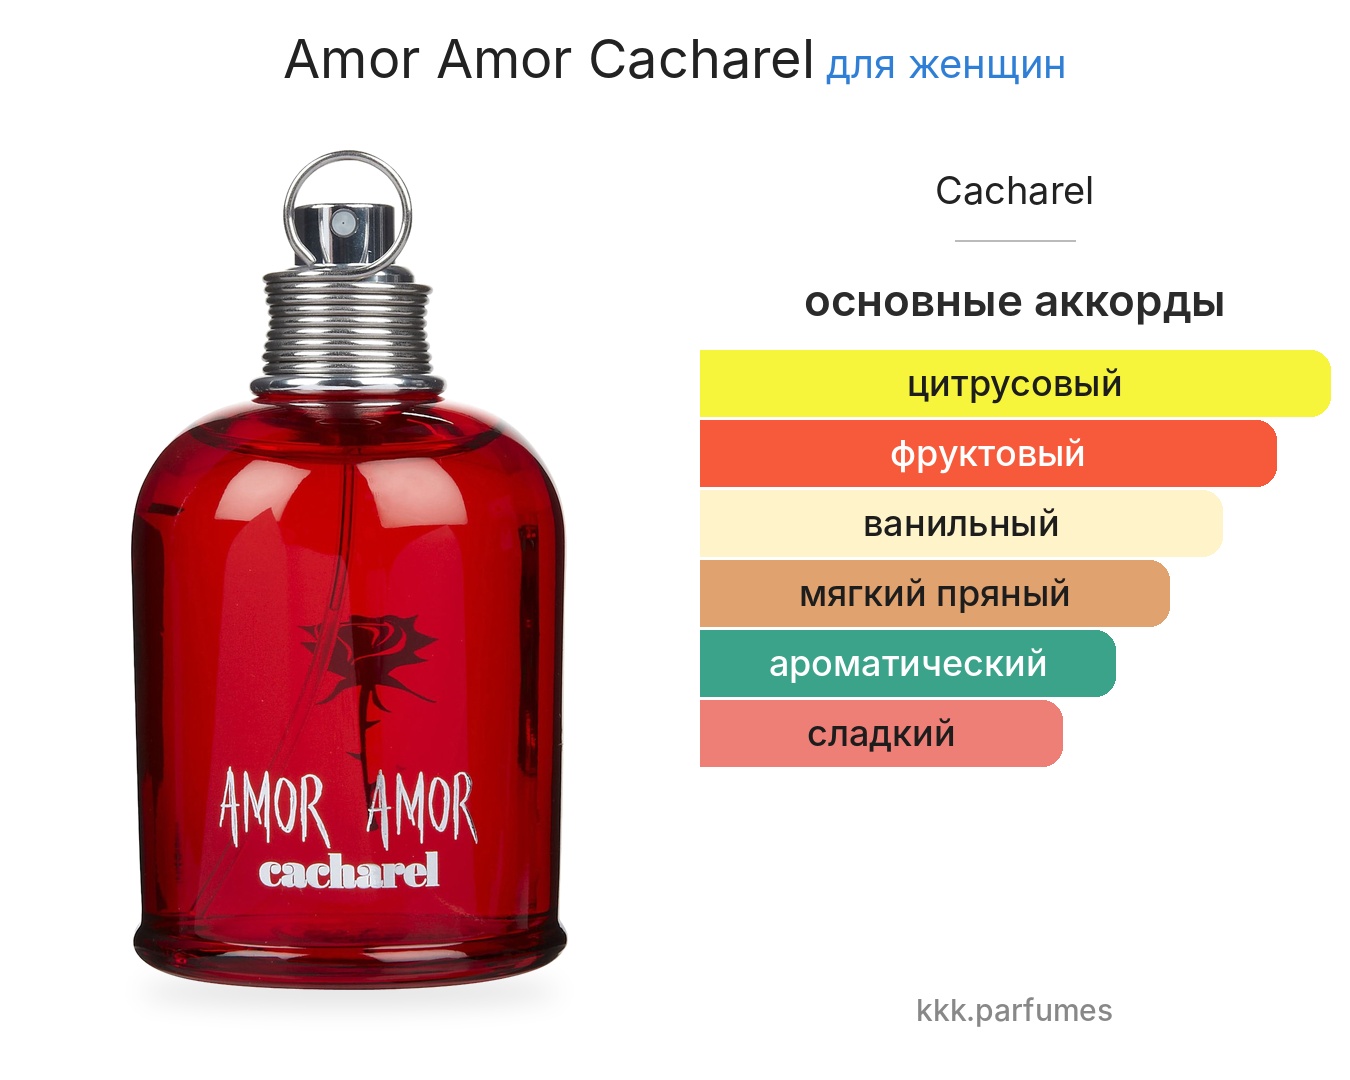 Amor Amor Cacharel для женщин
Cacharel
основные аккорды
цитрусовый
фруктовый
ванильный
мягкий пряный
ароматический
сладкий
AMOR AMOR
cacharel
kkk.parfumes